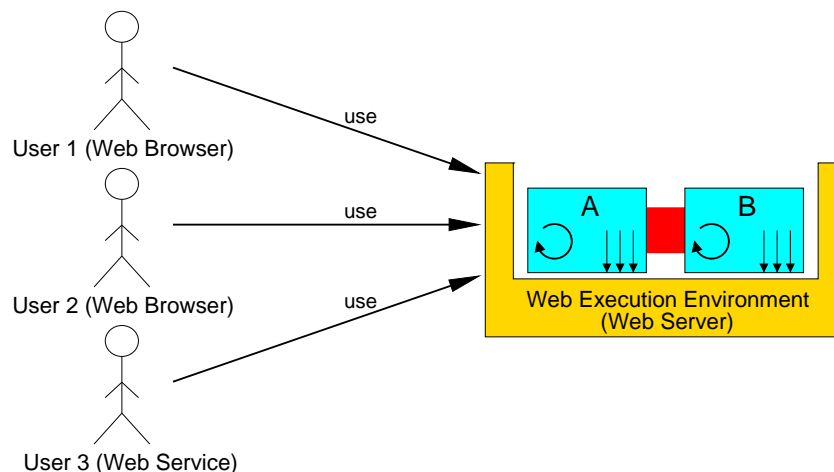 use
User 1 (Web Browser)
use
User 2 (Web Browser)
use
User 3 (Web Service)
A
B
Web Execution Environment
(Web Server)